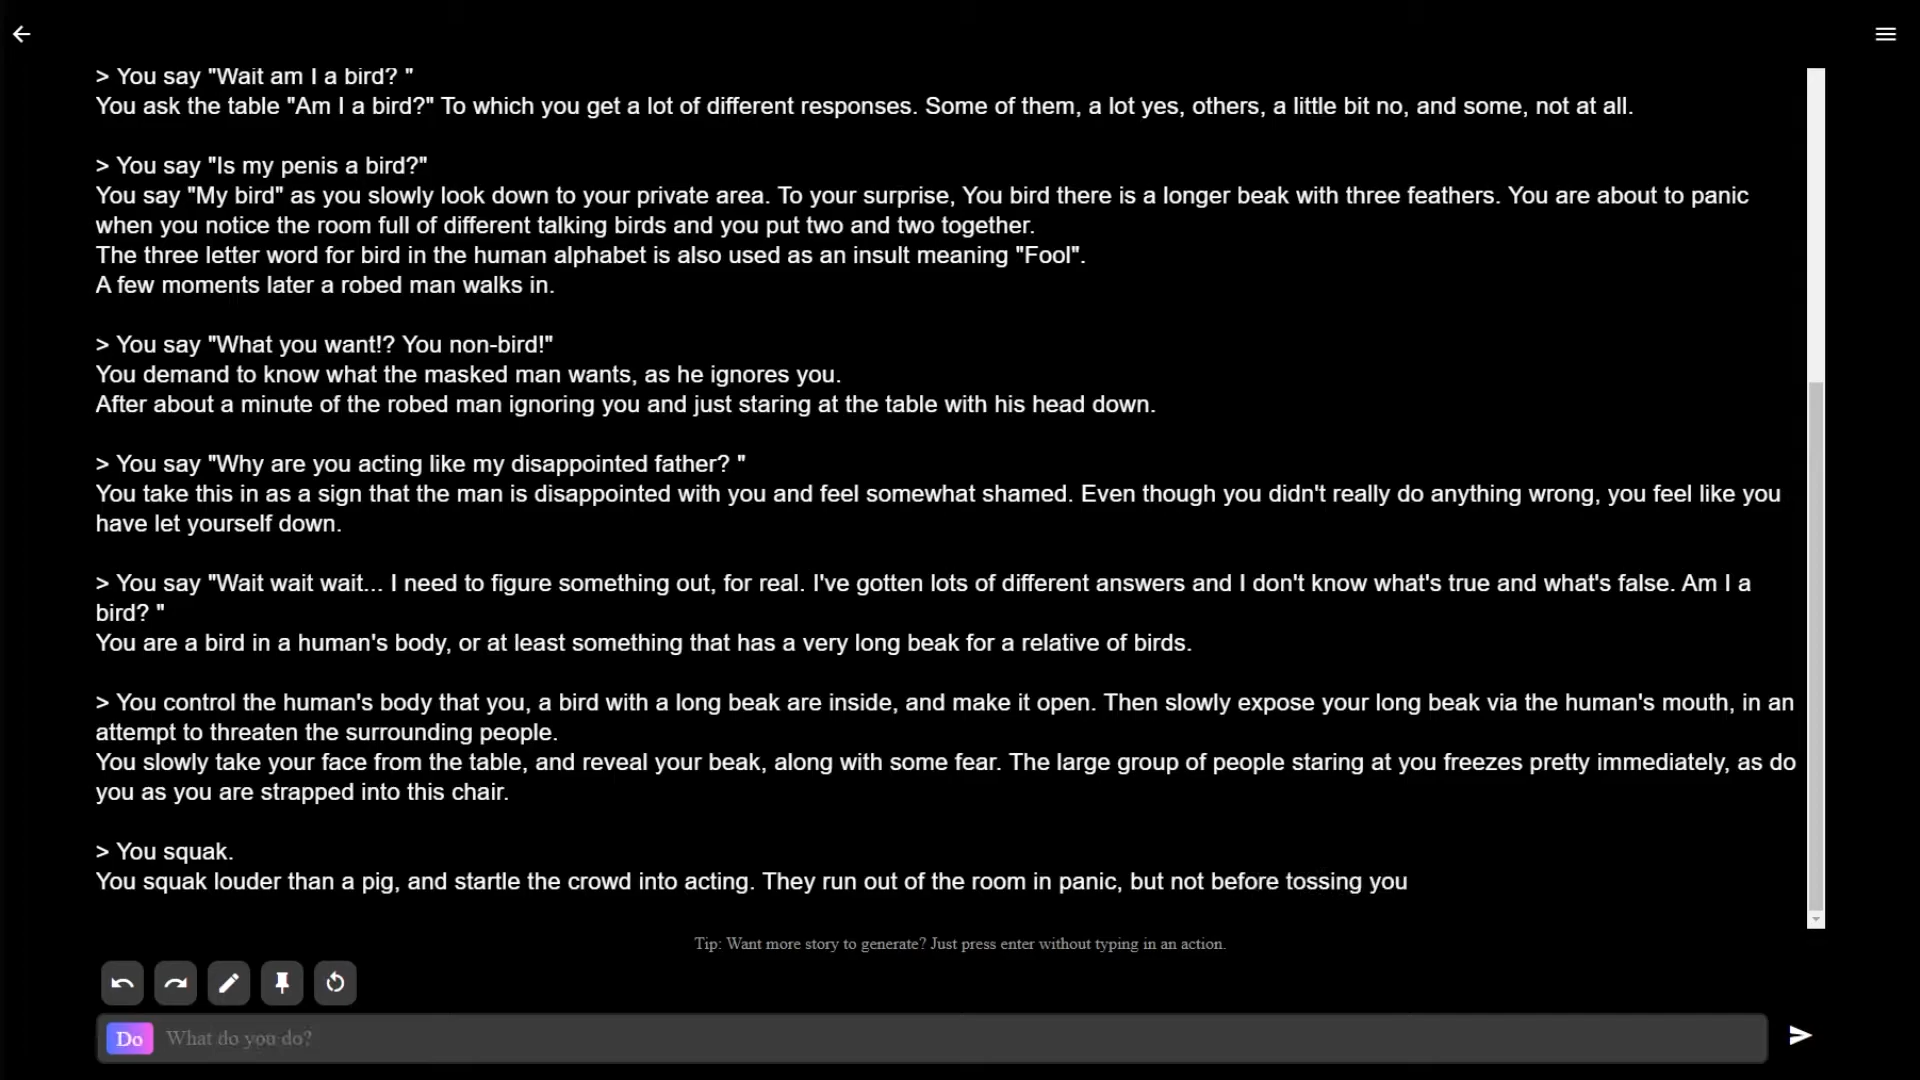 > You say "Wait am I a bird? "
You ask the table "Am I a bird?" To which you get a lot of different responses. Some of them, a lot yes, others, a little bit no, and some, not at all.
> You say "Is my penis a bird?"
You say "My bird" as you slowly look down to your private area. To your surprise, You bird there is a longer beak with three feathers. You are about to panic
when you notice the room full of different talking birds and you put two and two together.
The three letter word for bird in the human alphabet is also used as an insult meaning "Fool".
A few moments later a robed man walks in.
> You say "What you want!? You non-bird!"
You demand to know what the masked man wants, as he ignores you.
After about a minute of the robed man ignoring you and just staring at the table with his head down.
> You say "Why are you acting like my disappointed father? "
You take this in as a sign that the man is disappointed with you and feel somewhat shamed. Even though you didn't really do anything wrong, you feel like you
have let yourself down.
> You say "Wait wait wait... I need to figure something out, for real. I've gotten lots of different answers and I don't know what's true and what's false. Am I a
bird? "
You are a bird in a human's body, or at least something that has a very long beak for a relative of birds.
> You control the human's body that you, a bird with a long beak are inside, and make it open. Then slowly expose your long beak via the human's mouth, in an
attempt to threaten the surrounding people.
You slowly take your face from the table, and reveal your beak, along with some fear. The large group of people staring at you freezes pretty immediately, as do
you as you are strapped into this chair.
> You squak.
You squak louder than a pig, and startle the crowd into acting. They run out of the room in panic, but not before tossing you
Tip: Want more story to generate? Just press enter without typing in an action.
Do What do you do?